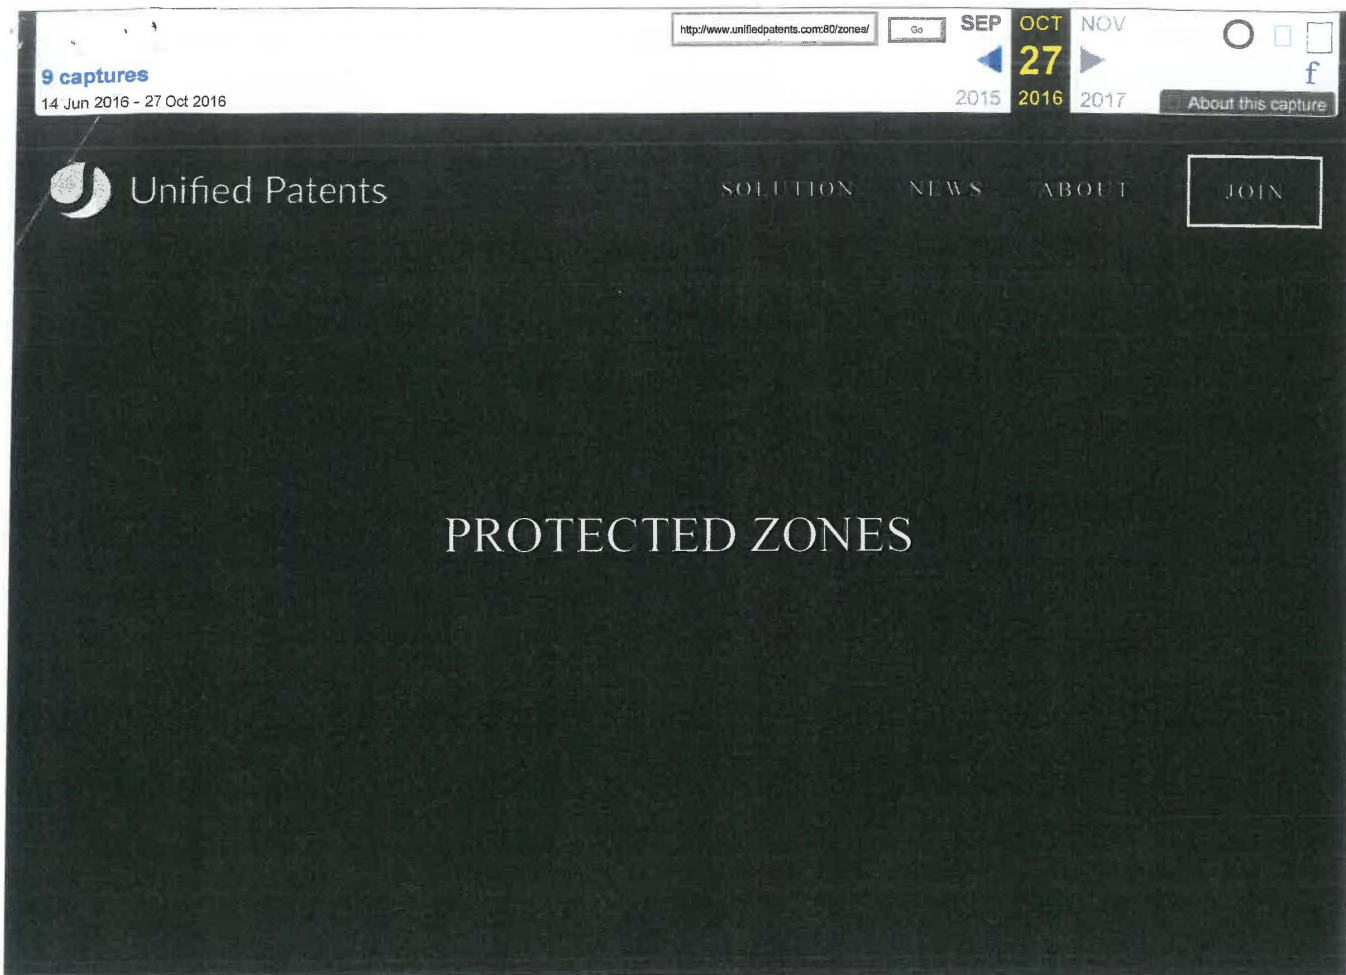 http://www.unifiedpatents.com:80/zones/ Go SEP OCT NOV
27
9 captures
14 Jun 2016 - 27 Oct 2016
2015 2016 2017
f
About this capture
Unified Patents SOLUTION NEWS ABOUT JOIN
PROTECTED ZONES